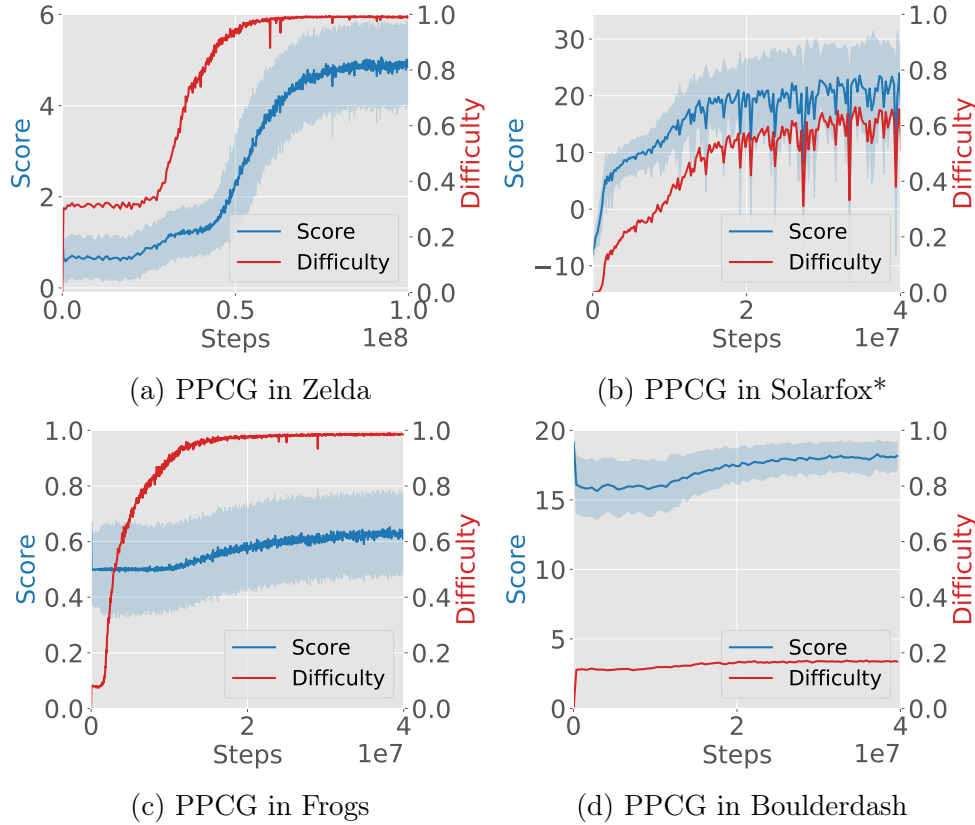 6
4
2
0
Score
1.0
0.8
0.6
0.4
0.2
0.0
Difficulty
Score
Difficulty
0.0
0.5
1.0
Steps
1e8
(a) PPCG in Zelda
30
20
10
0
−10
Score
1.0
0.8
0.6
0.4
0.2
0.0
Difficulty
Score
Difficulty
0
2
4
Steps
1e7
(b) PPCG in Solarfox*
1.0
0.8
0.6
0.4
0.2
0.0
Score
1.0
0.8
0.6
0.4
0.2
0.0
Difficulty
Score
Difficulty
0
2
4
Steps
1e7
(c) PPCG in Frogs
20
15
10
5
0
Score
1.0
0.8
0.6
0.4
0.2
0.0
Difficulty
Score
Difficulty
0
2
4
Steps
1e7
(d) PPCG in Boulderdash